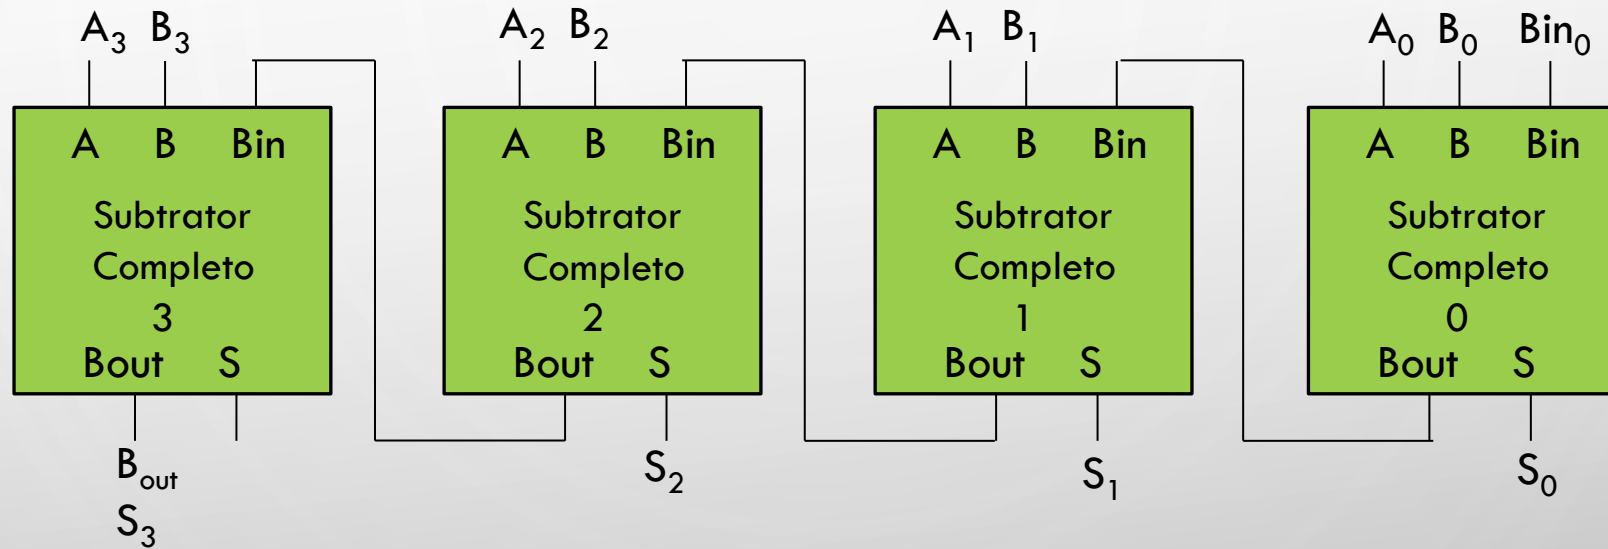 A₃ B₃
A₂ B₂
A₁ B₁
A₀ B₀ Bin₀
A B Bin
Subtrator
Completo
3
Bout S
A B Bin
Subtrator
Completo
2
Bout S
A B Bin
Subtrator
Completo
1
Bout S
A B Bin
Subtrator
Completo
0
Bout S
B_out
S₃
S₂
S₁
S₀